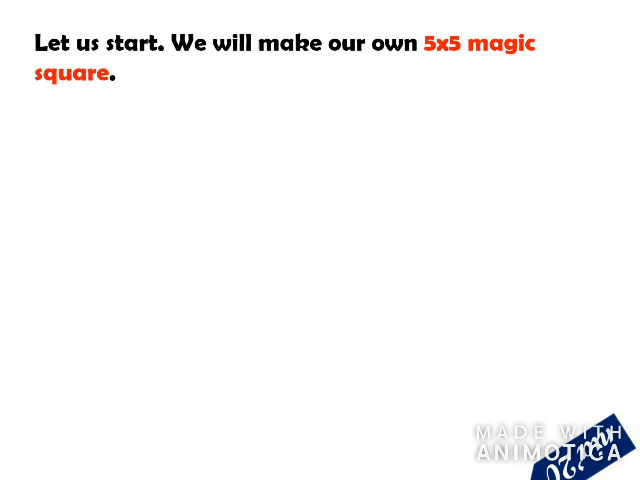 Let us start. We will make our own 5x5 magic
square.
MADE WITH
ANIMOTICA